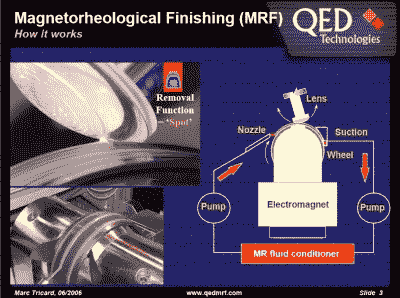 Magnetorheological Finishing (MRF)
How it works
QED
Technologies
Removal
Function
– "Spot"
Lens
Nozzle
Suction
Wheel
Pump
Electromagnet
Pump
MR fluid conditioner
Marc Tricard, 06/2006
www.qedmrf.com
Slide 3